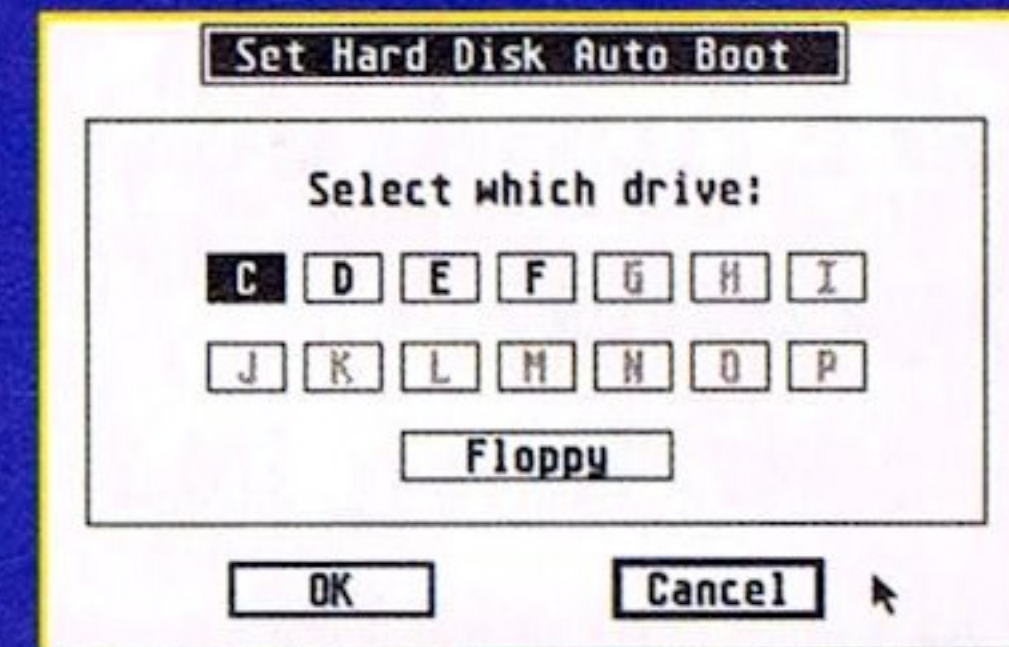 Set Hard Disk Auto Boot
Select which drive:
C D E F G H I
J K L M N O P
Floppy
OK Cancel